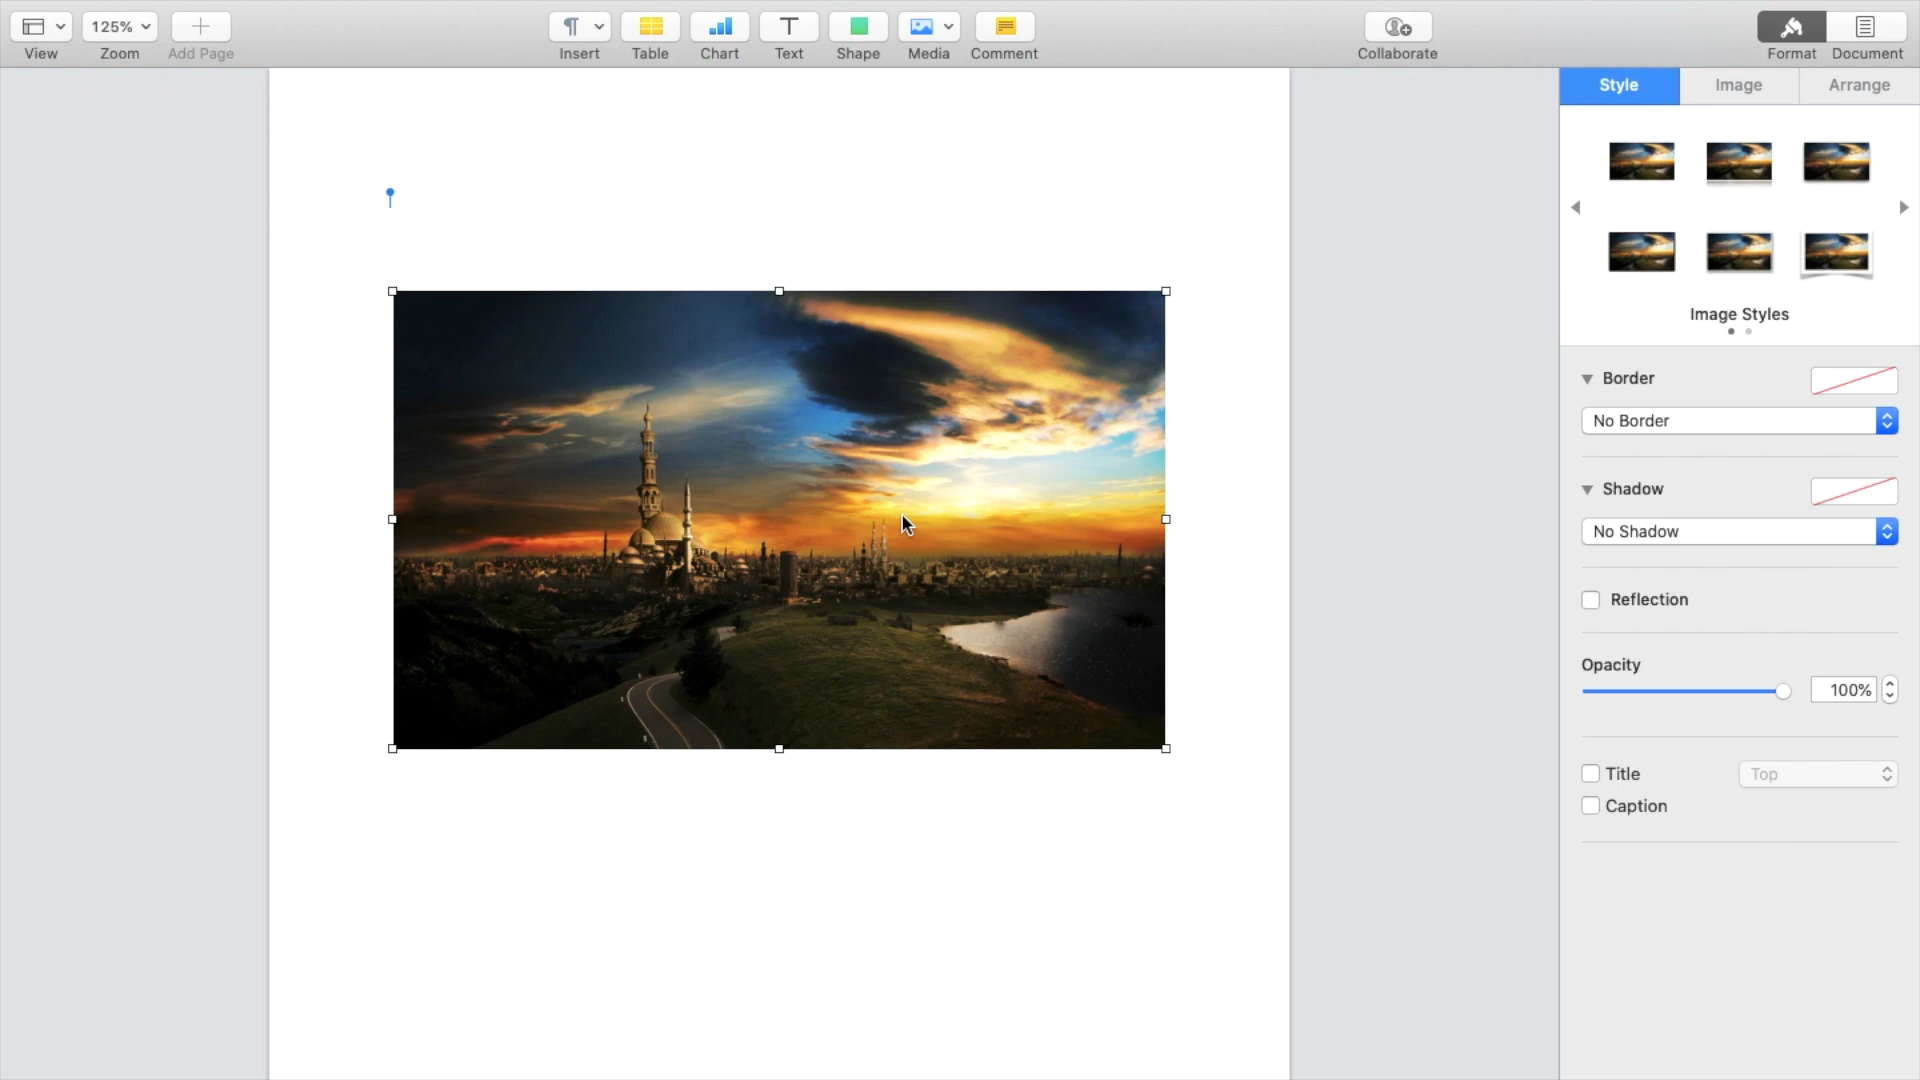 125%
View
Zoom
Add Page
Insert
Table
Chart
Text
Shape
Media
Comment
Collaborate
Format
Document
Style
Image
Arrange
Image Styles
Border
No Border
Shadow
No Shadow
Reflection
Opacity
100%
Title
Top
Caption